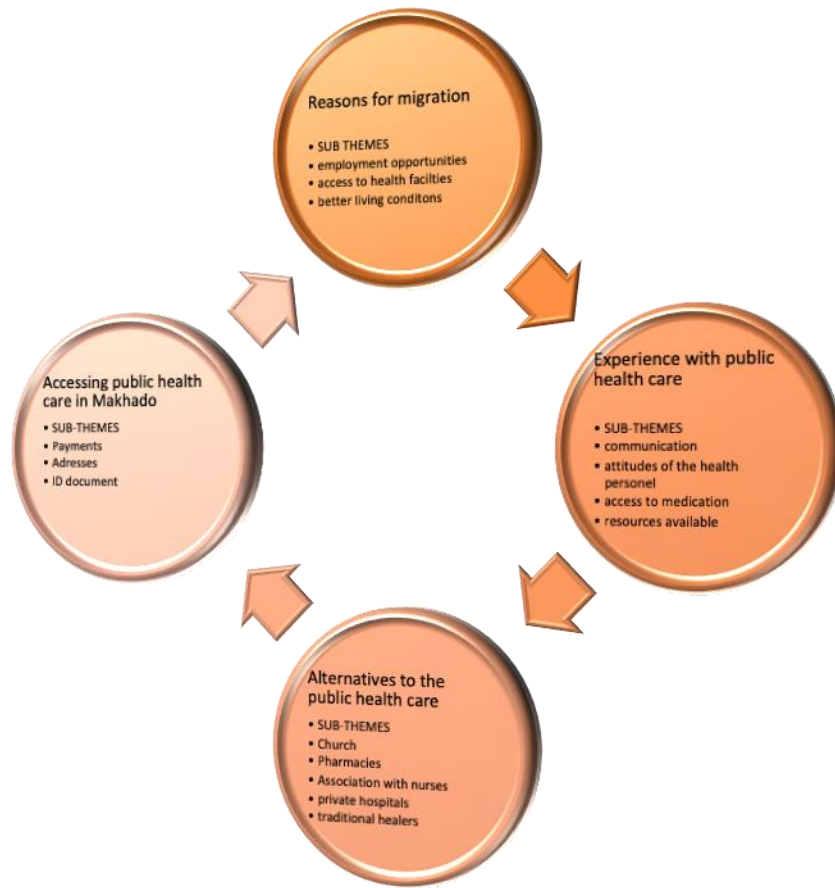 Reasons for migration
• SUB THEMES
• employment opportunities
• access to health facilties
• better living conditons
Experience with public
health care
• SUB-THEMES
• communication
• attitudes of the health
personel
• access to medication
• resources available
Alternatives to the
public health care
• SUB-THEMES
• Church
• Pharmacies
• Association with nurses
• private hospitals
• traditional healers
Accessing public health
care in Makhado
• SUB-THEMES
• Payments
• Adresses
• ID document